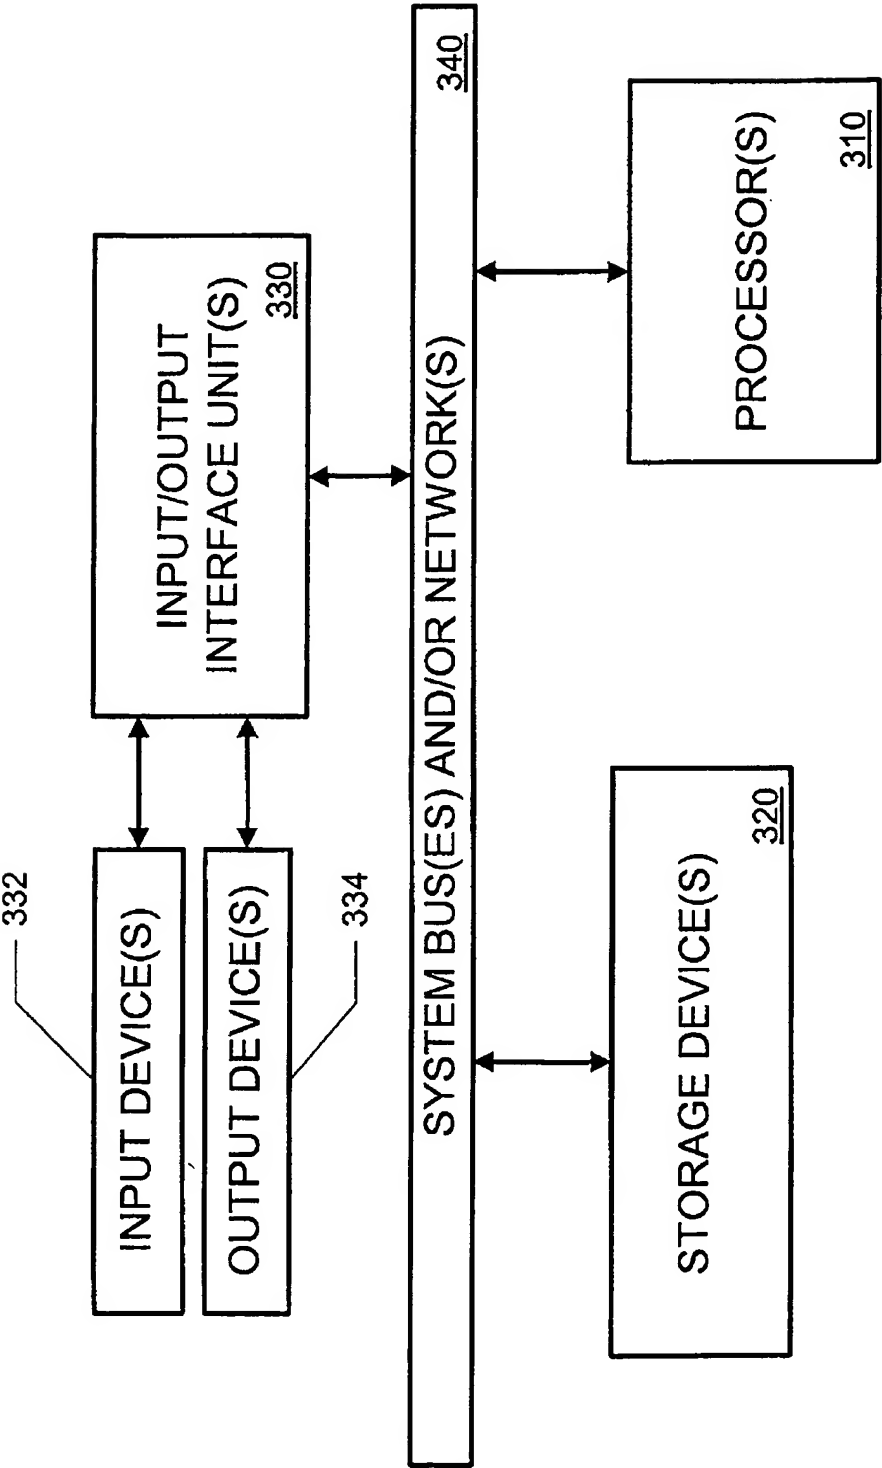 332
INPUT DEVICE(S)
OUTPUT DEVICE(S)
334
INPUT/OUTPUT
INTERFACE UNIT(S)
330
SYSTEM BUS(ES) AND/OR NETWORK(S)
340
STORAGE DEVICE(S)
320
PROCESSOR(S)
310